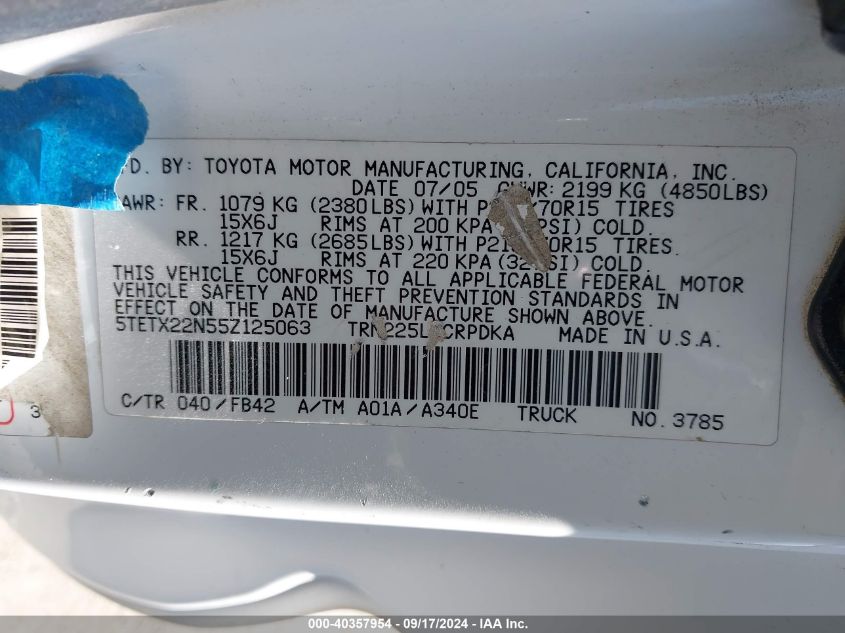 BY: TOYOTA MOTOR MANUFACTURING, CALIFORNIA, INC.
DATE 07/05 2199 KG (4850LBS)
FR. 1079 KG (2380LBS) WITH TIRES
15X6J RIMS AT 200 KPA COLD.
RR. 1217 KG (2685LBS) WITH TIRES.
15X6J RIMS AT 220 KPA COLD.
THIS VEHICLE CONFORMS TO ALL APPLICABLE FEDERAL MOTOR
VEHICLE SAFETY AND THEFT PREVENTION STANDARDS IN
EFFECT ON THE DATE OF MANUFACTURE SHOWN ABOVE.
5TETX22N55Z125063 MADE IN U.S.A.
C/TR 040/FB42 A/TM A01A/A340E TRUCK NO. 3785
3
000-40357954 - 09/17/2024 - IAA Inc.